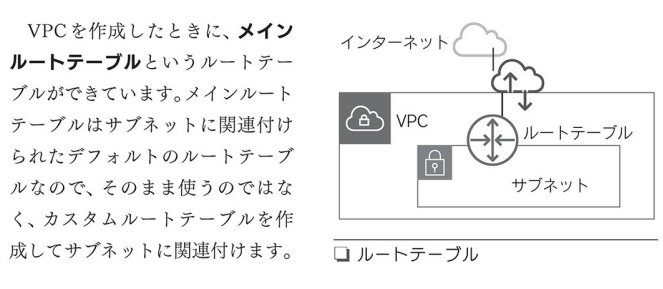 VPCを作成したときに、メイン
ルートテーブルというルートテー
ブルができています。メインルート
テーブルはサブネットに関連付け
られたデフォルトのルートテーブ
ルなので、そのまま使うのではな
く、カスタムルートテーブルを作
成してサブネットに関連付けます。
インターネット
VPC
ルートテーブル
サブネット
❏ ルートテーブル